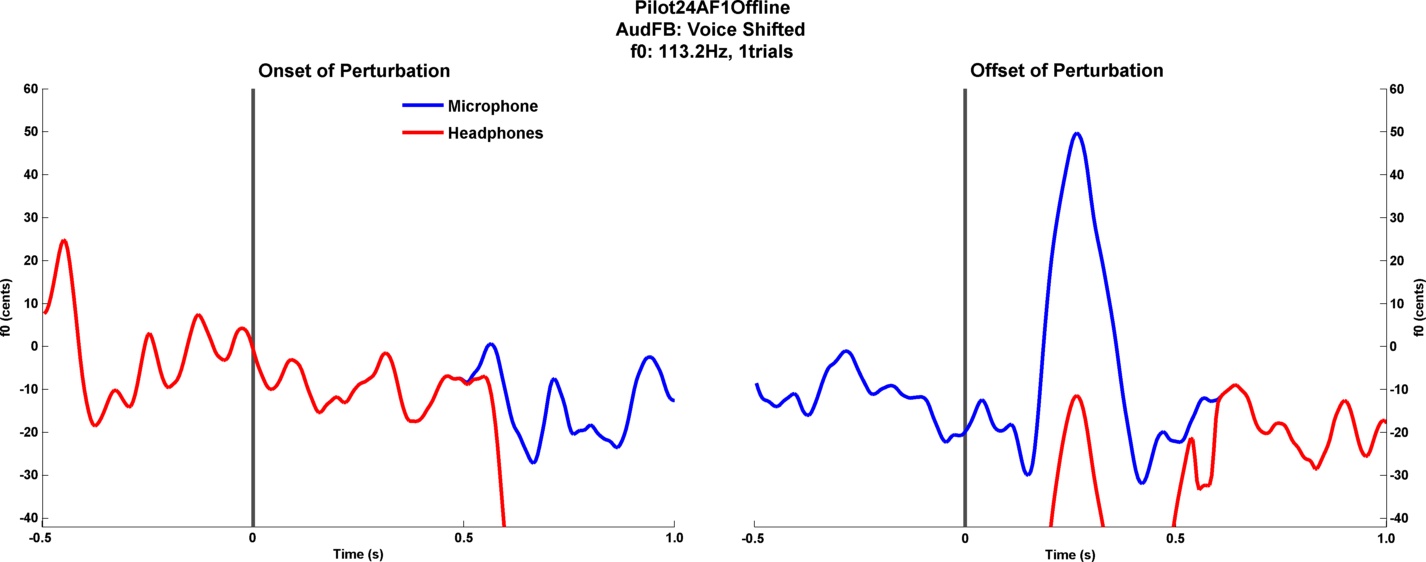 Pilot24AF1Offline
AudFB: Voice Shifted
f0: 113.2Hz, 1trials
Onset of Perturbation
Offset of Perturbation
Microphone
Headphones
60
50
40
30
20
10
0
-10
-20
-30
-40
f0 (cents)
-0.5
0
0.5
1.0
Time (s)
-0.5
0
0.5
1.0
Time (s)
60
50
40
30
20
10
0
-10
-20
-30
-40
f0 (cents)